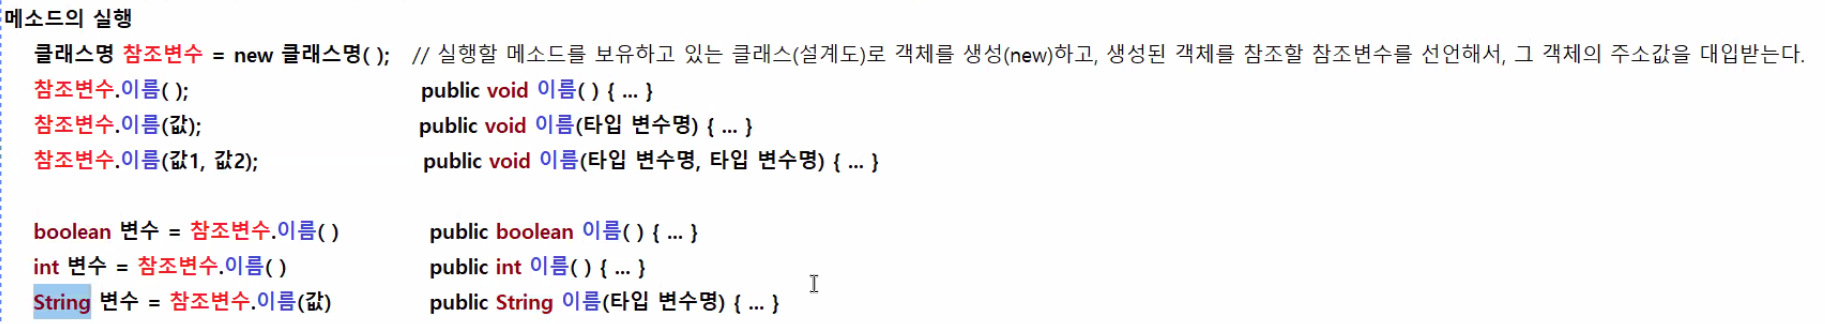 메소드의 실행
클래스명 참조변수 = new 클래스명( ); // 실행할 메소드를 보유하고 있는 클래스(설계도)로 객체를 생성(new)하고, 생성된 객체를 참조할 참조변수를 선언해서, 그 객체의 주소값을 대입받는다.
참조변수.이름( ); public void 이름( ) { ... }
참조변수.이름(값); public void 이름(타입 변수명) { ... }
참조변수.이름(값1, 값2); public void 이름(타입 변수명, 타입 변수명) { ... }
boolean 변수 = 참조변수.이름( ) public boolean 이름( ) { ... }
int 변수 = 참조변수.이름( ) public int 이름( ) { ... }
String 변수 = 참조변수.이름(값) public String 이름(타입 변수명) { ... }